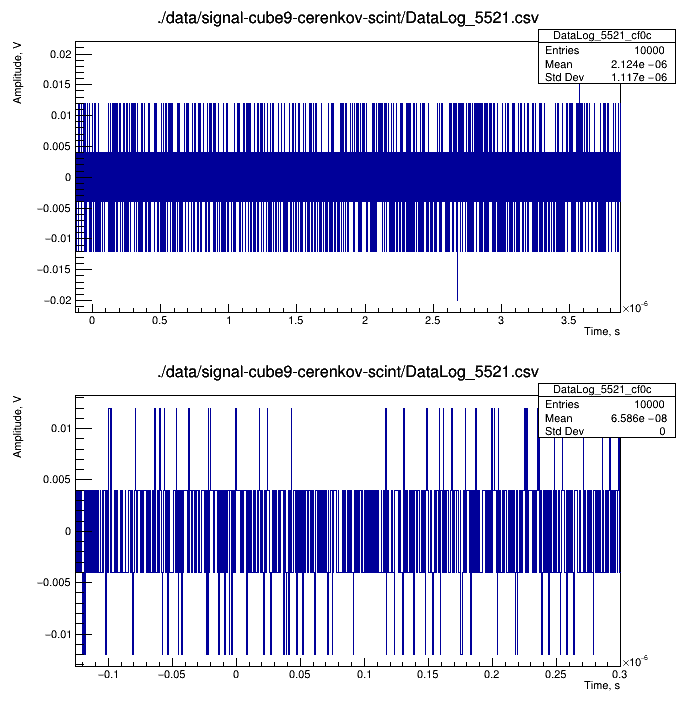 ./data/signal-cube9-cerenkov-scint/DataLog_5521.csv
DataLog_5521_cf0c
Entries 10000
Mean 2.124e −06
Std Dev 1.117e −06
Amplitude, V
0.02
0.015
0.01
0.005
0
−0.005
−0.01
−0.015
−0.02
0 0.5 1 1.5 2 2.5 3 3.5
×10⁻⁶
Time, s
./data/signal-cube9-cerenkov-scint/DataLog_5521.csv
DataLog_5521_cf0c
Entries 10000
Mean 6.586e −08
Std Dev 0
Amplitude, V
0.01
0.005
0
−0.005
−0.01
−0.1 −0.05 0 0.05 0.1 0.15 0.2 0.25 0.3
×10⁻⁶
Time, s